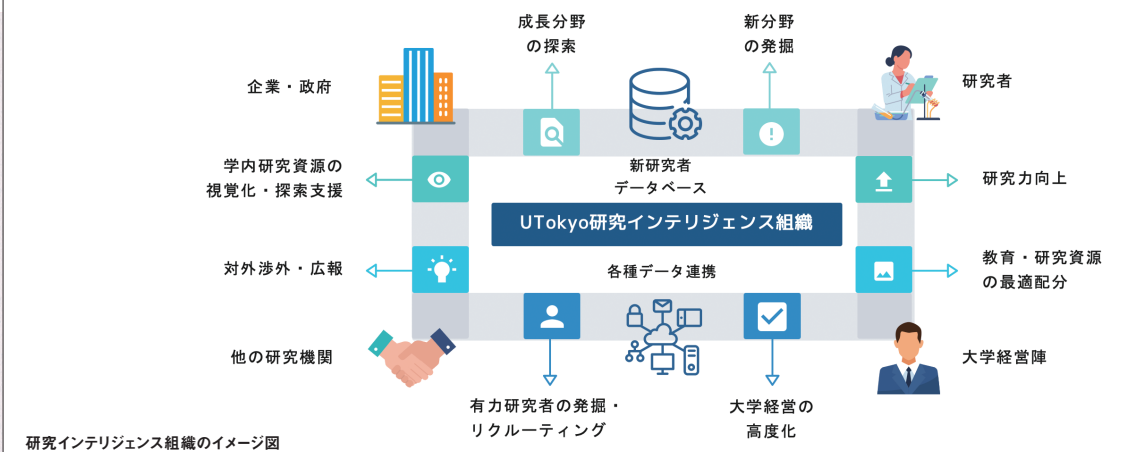 成長分野
の探索
新分野
の発掘
企業・政府
研究者
学内研究資源の
視覚化・探索支援
新研究者
データベース
研究力向上
UTokyo研究インテリジェンス組織
対外渉外・広報
各種データ連携
教育・研究資源
の最適配分
他の研究機関
大学経営陣
有力研究者の発掘・
リクルーティング
大学経営の
高度化
研究インテリジェンス組織のイメージ図